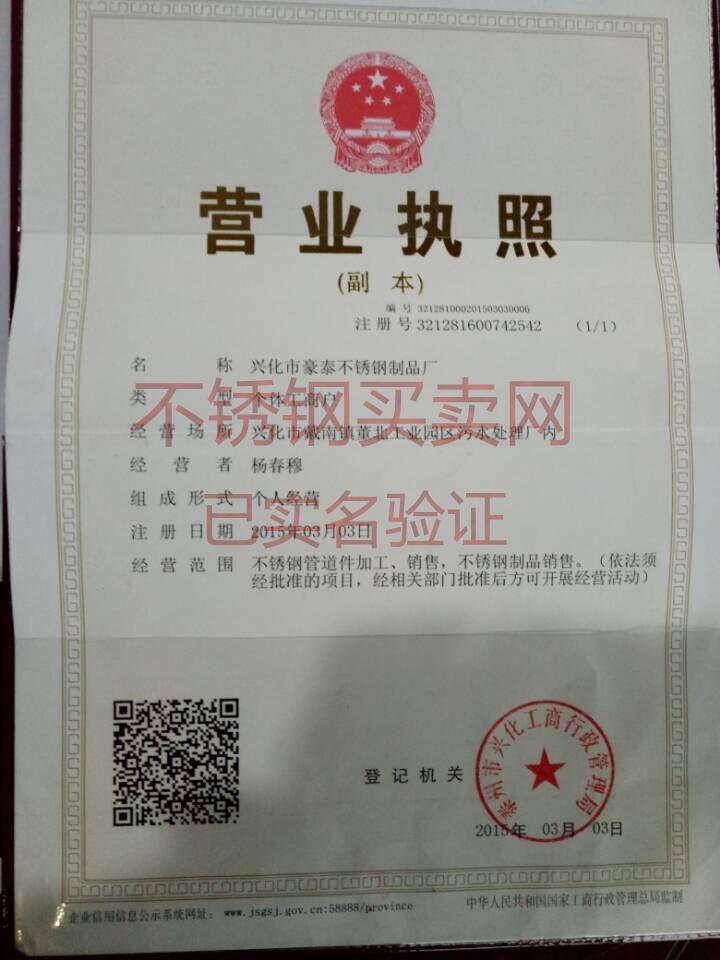 营业执照
(副 本)
编 号 321281000201503030006
注 册 号 321281600742542 (1/1)
名 称 兴化市豪泰不锈钢制品厂
类 型 个体工商户
不锈钢买卖网
经 营 场 所 兴化市戴南镇董北工业园区污水处理厂内
经 营 者 杨春穆
组 成 形 式 个人经营
已实名验证
注 册 日 期 2015年03月03日
经 营 范 围 不锈钢管道件加工、销售，不锈钢制品销售。（依法须
经批准的项目，经相关部门批准后方可开展经营活动）
泰州市兴化工商行政管理局
登 记 机 关
2015年 03月 03日
企业信用信息公示系统网址： www.jsgsj.gov.cn:58888/province
中华人民共和国国家工商行政管理总局监制